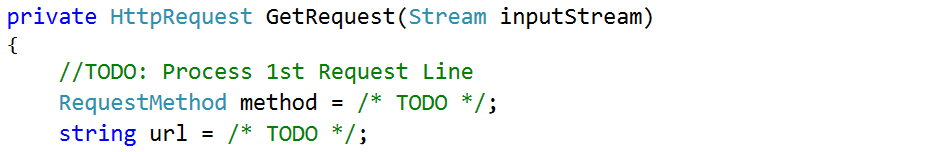 private HttpRequest GetRequest(Stream inputStream)
{
    //TODO: Process 1st Request Line
    RequestMethod method = /* TODO */;
    string url = /* TODO */;